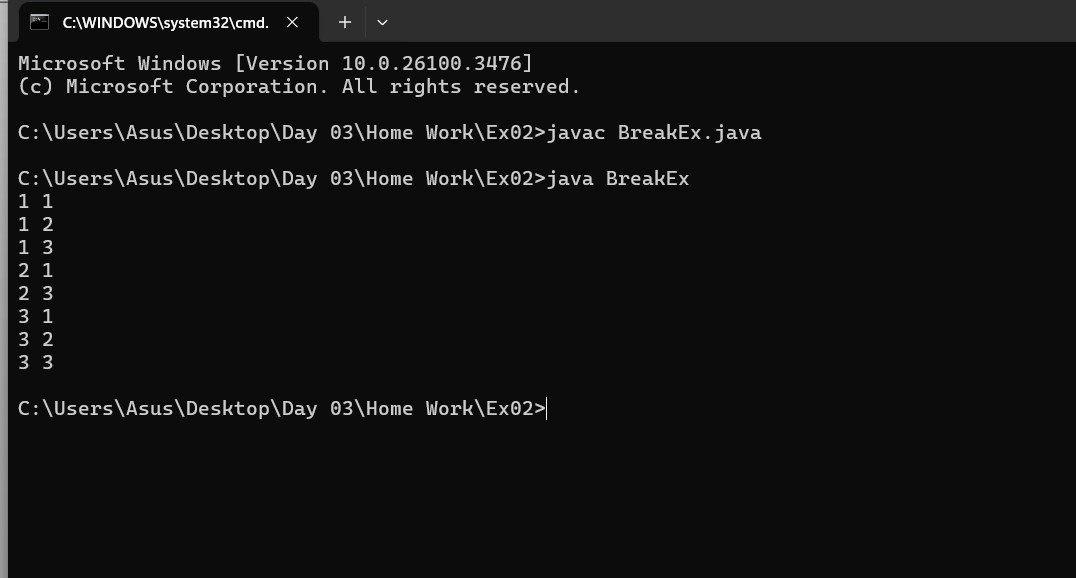 C:\WINDOWS\system32\cmd.
Microsoft Windows [Version 10.0.26100.3476]
(c) Microsoft Corporation. All rights reserved.
C:\Users\Asus\Desktop\Day 03\Home Work\Ex02>javac BreakEx.java
C:\Users\Asus\Desktop\Day 03\Home Work\Ex02>java BreakEx
1 1
1 2
1 3
2 1
2 3
3 1
3 2
3 3
C:\Users\Asus\Desktop\Day 03\Home Work\Ex02>